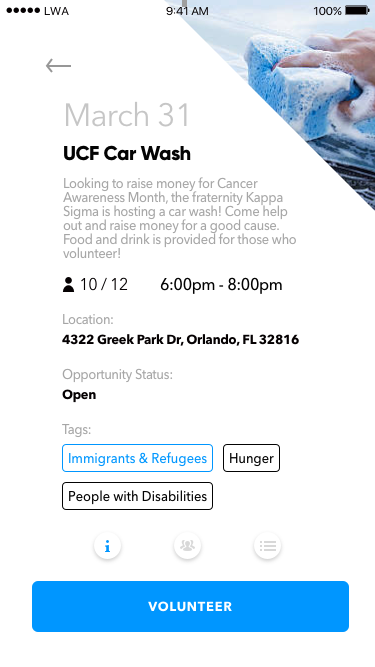 LWA 9:41 AM 100%
March 31
UCF Car Wash
Looking to raise money for Cancer
Awareness Month, the fraternity Kappa
Sigma is hosting a car wash! Come help
out and raise money for a good cause.
Food and drink is provided for those who
volunteer!
10 / 12 6:00pm - 8:00pm
Location:
4322 Greek Park Dr, Orlando, FL 32816
Opportunity Status:
Open
Tags:
Immigrants & Refugees Hunger
People with Disabilities
i
VOLUNTEER